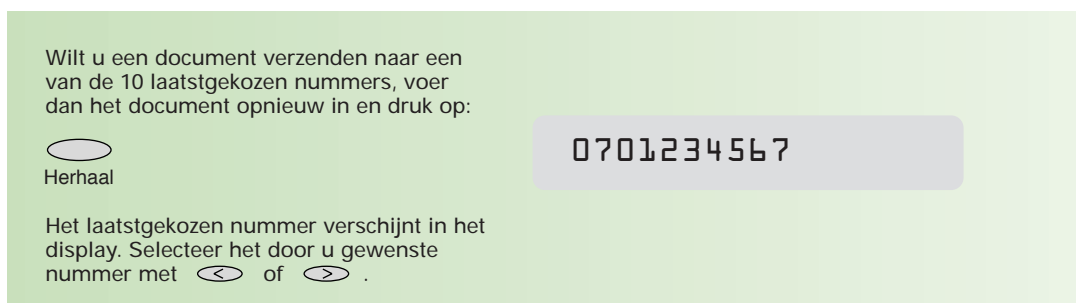 Wilt u een document verzenden naar een
van de 10 laatstgekozen nummers, voer
dan het document opnieuw in en druk op:
Herhaal
0701234567
Het laatstgekozen nummer verschijnt in het
display. Selecteer het door u gewenste
nummer met < of > .